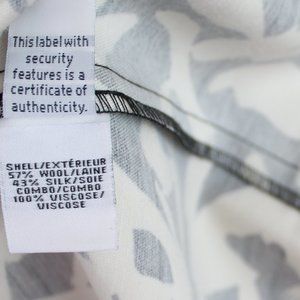 This label with
security
features is a
certificate of
authenticity.
SHELL/EXTÉRIEUR
57% WOOL/LAINE
43% SILK/SOIE
COMBO/COMBO
100% VISCOSE/
VISCOSE